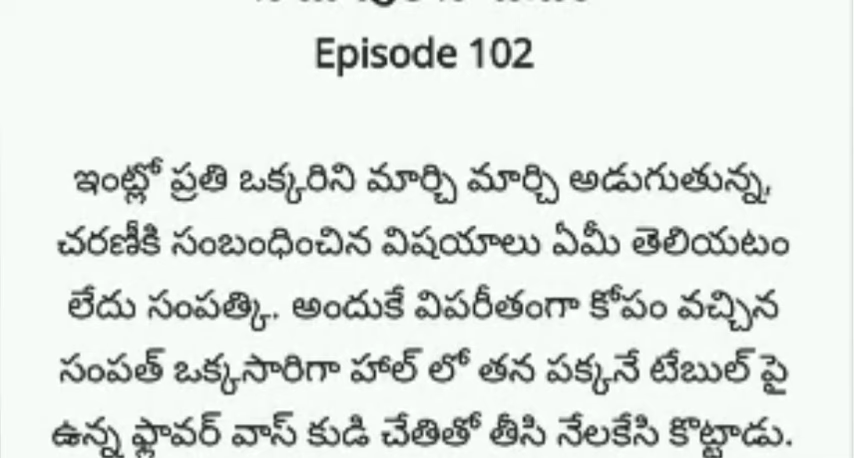 Episode 102
ఇంట్లో ప్రతి ఒక్కరిని మార్చి మార్చి అడుగుతున్న,
చరణీకి సంబంధించిన విషయాలు ఏమీ తెలియటం
లేదు సంపత్కి. అందుకే విపరీతంగా కోపం వచ్చిన
సంపత్ ఒక్కసారిగా హాల్ లో తన పక్కనే టేబుల్ పై
ఉన్న ఫ్లావర్ వాస్ కుడి చేతితో తీసి నేలకేసి కొట్టాడు.